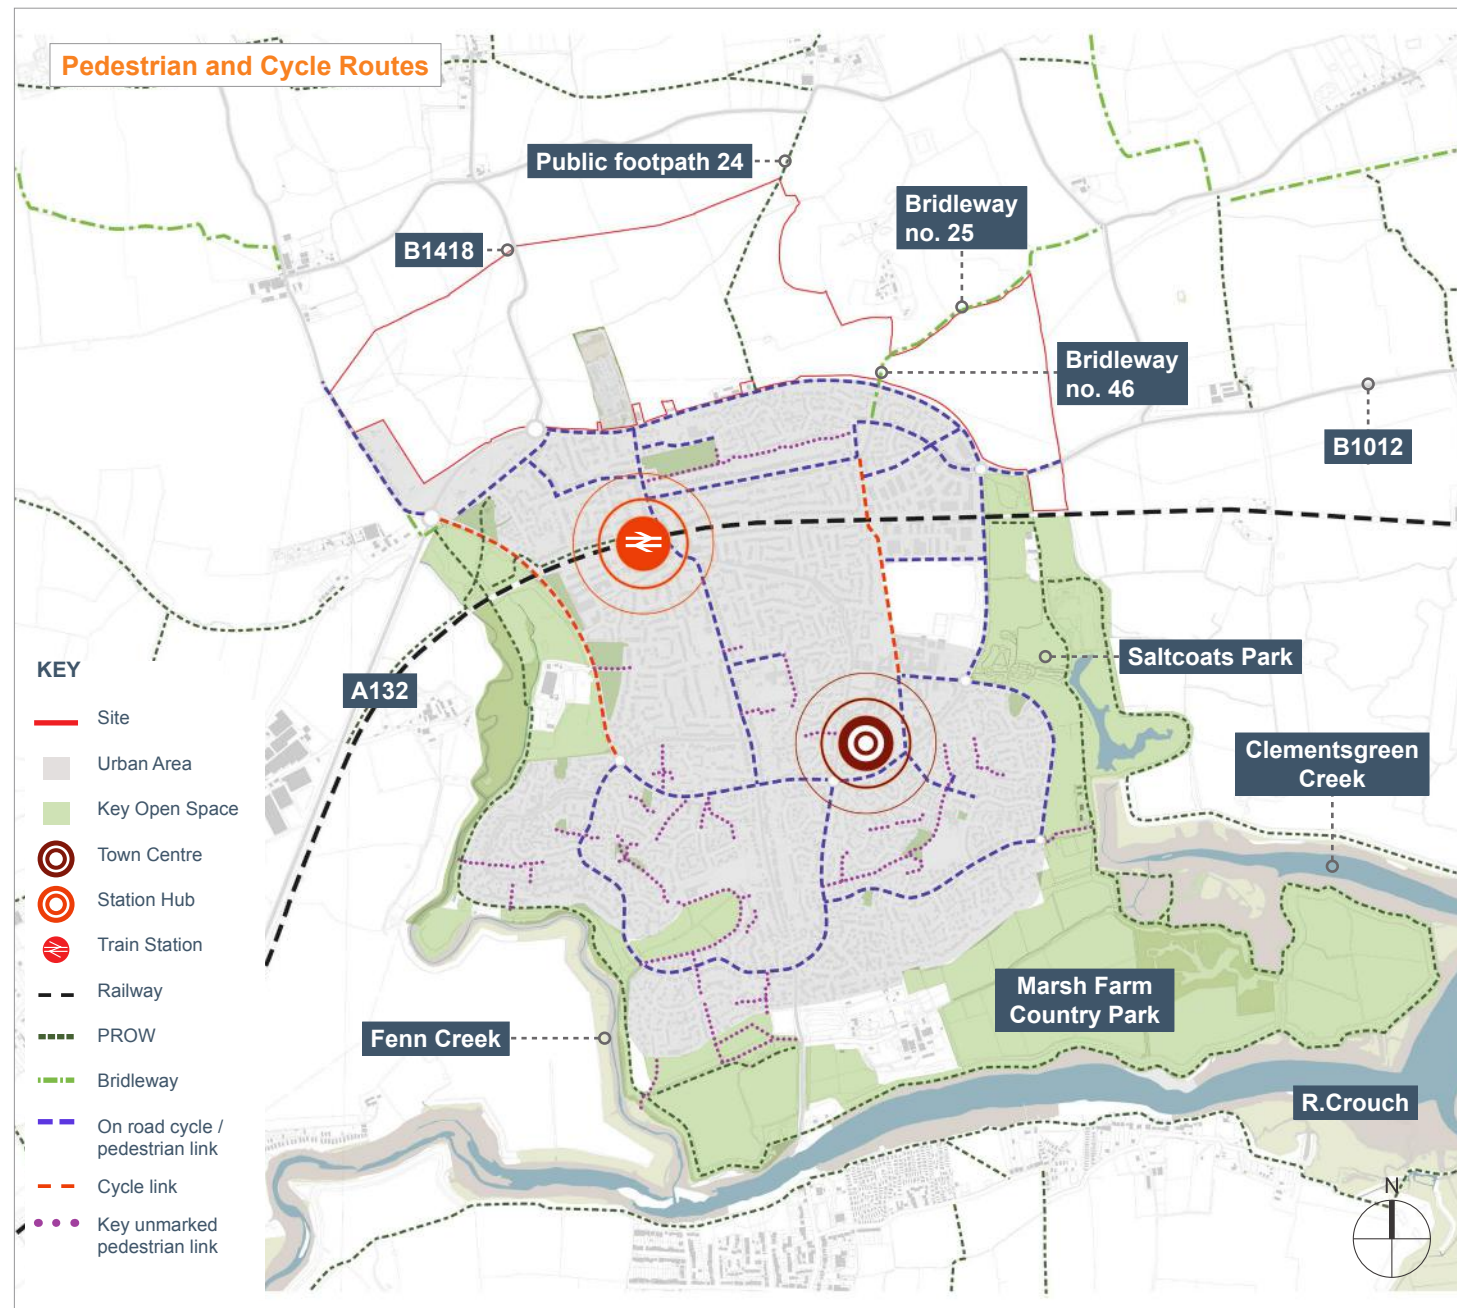 Pedestrian and Cycle Routes
Public footpath 24
Bridleway
no. 25
B1418
Bridleway
no. 46
B1012
Saltcoats Park
A132
Clementsgreen
Creek
Marsh Farm
Country Park
Fenn Creek
R.Crouch
N
KEY
Site
Urban Area
Key Open Space
Town Centre
Station Hub
Train Station
Railway
PROW
Bridleway
On road cycle /
pedestrian link
Cycle link
Key unmarked
pedestrian link